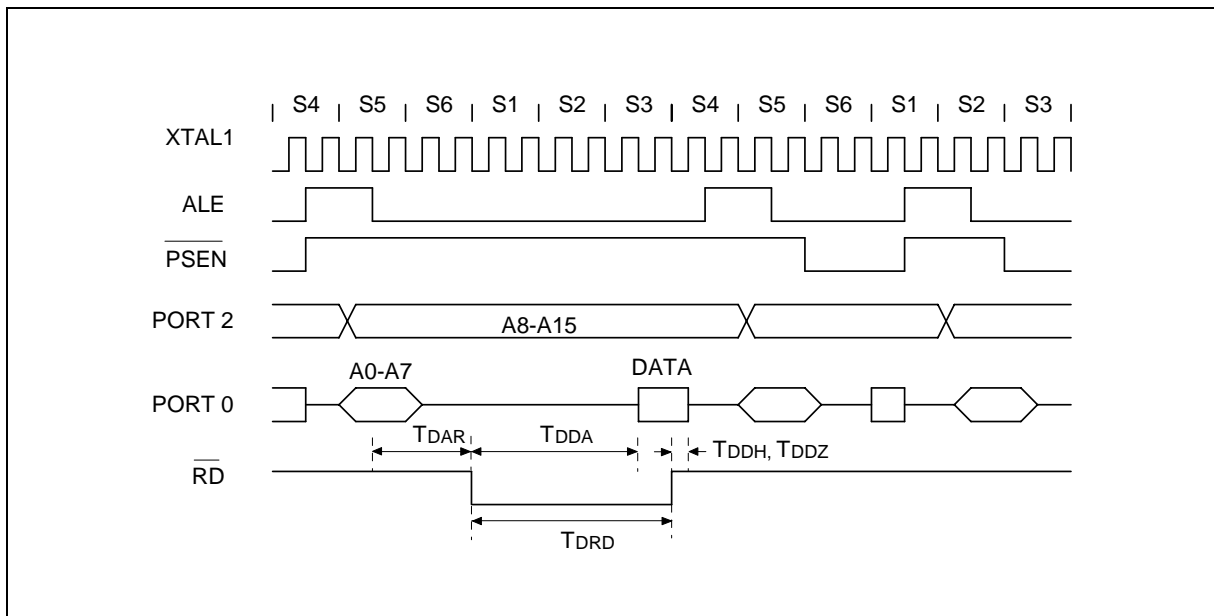 S4 S5 S6 S1 S2 S3 S4 S5 S6 S1 S2 S3
XTAL1
ALE
PSEN
PORT 2
A8-A15
A0-A7
DATA
PORT 0
TDAR
TDDA
TDDH, TDDZ
RD
TDRD